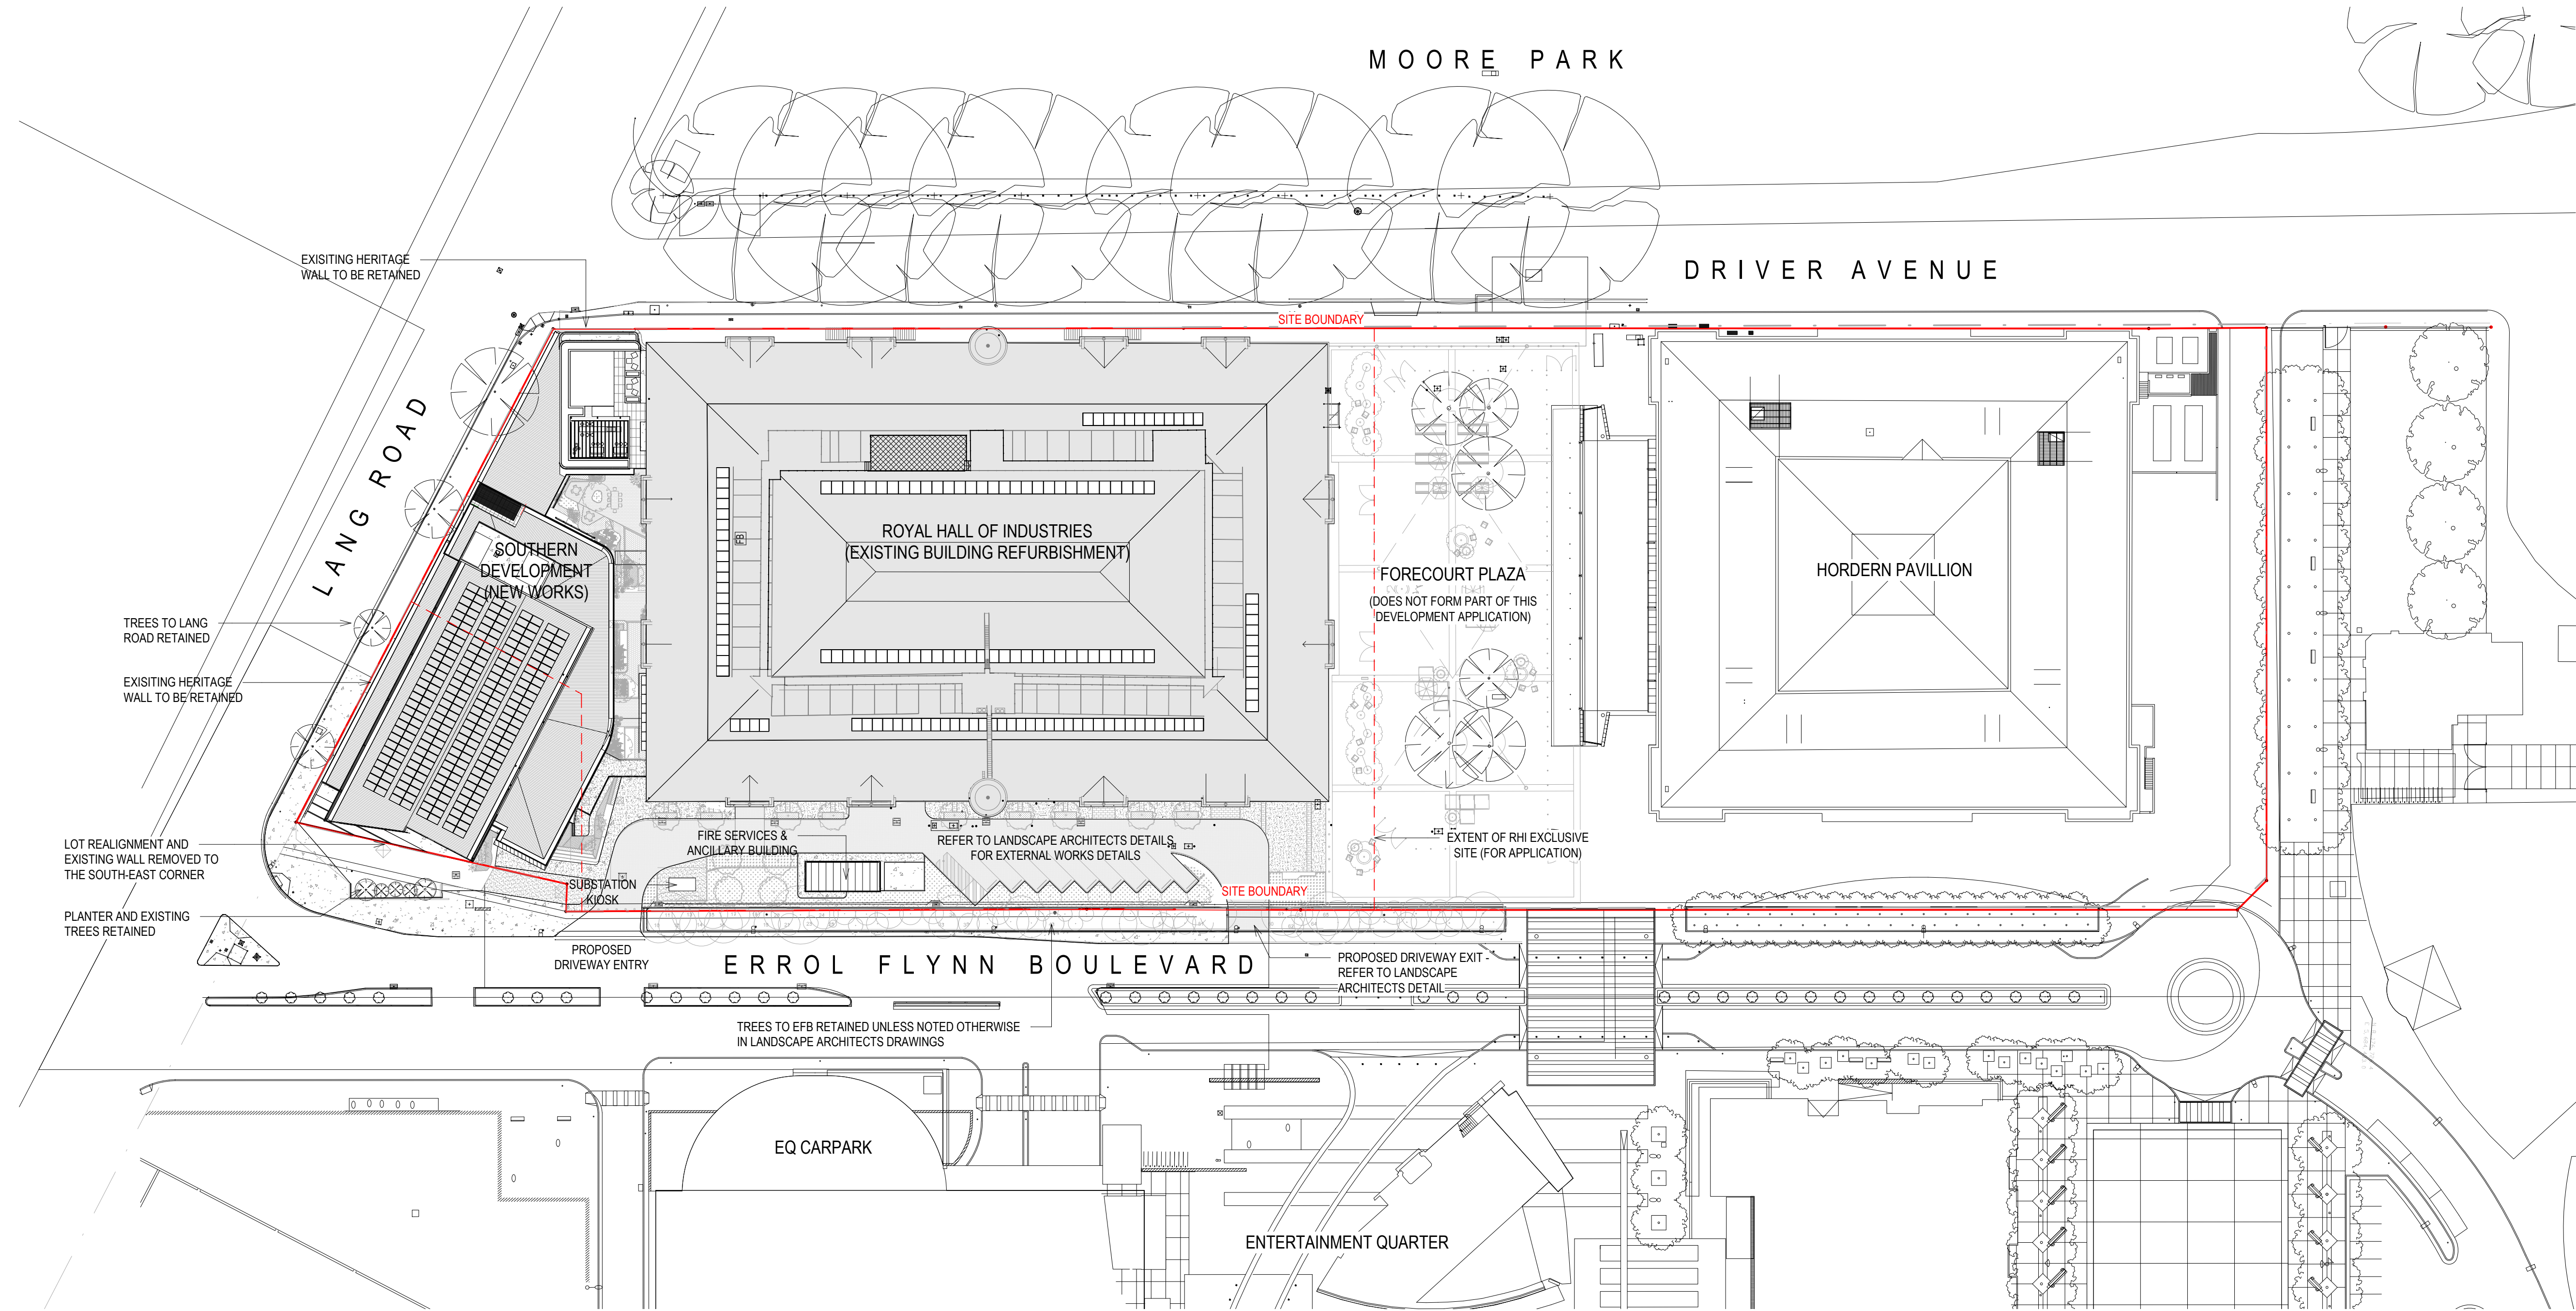 MOORE PARK
DRIVER AVENUE
EXISITING HERITAGE
WALL TO BE RETAINED
SITE BOUNDARY
LANG ROAD
ROYAL HALL OF INDUSTRIES
(EXISTING BUILDING REFURBISHMENT)
FB
SOUTHERN
DEVELOPMENT
(NEW WORKS)
FORECOURT PLAZA
(DOES NOT FORM PART OF THIS
DEVELOPMENT APPLICATION)
HORDERN PAVILLION
TREES TO LANG
ROAD RETAINED
EXISITING HERITAGE
WALL TO BE RETAINED
LOT REALIGNMENT AND
EXISTING WALL REMOVED TO
THE SOUTH-EAST CORNER
FIRE SERVICES &
ANCILLARY BUILDING
REFER TO LANDSCAPE ARCHITECTS DETAILS
FOR EXTERNAL WORKS DETAILS
EXTENT OF RHI EXCLUSIVE
SITE (FOR APPLICATION)
SUBSTATION
KIOSK
SITE BOUNDARY
PLANTER AND EXISTING
TREES RETAINED
PROPOSED
DRIVEWAY ENTRY
ERROL FLYNN BOULEVARD
PROPOSED DRIVEWAY EXIT -
REFER TO LANDSCAPE
ARCHITECTS DETAIL
TREES TO EFB RETAINED UNLESS NOTED OTHERWISE
IN LANDSCAPE ARCHITECTS DRAWINGS
EQ CARPARK
ENTERTAINMENT QUARTER